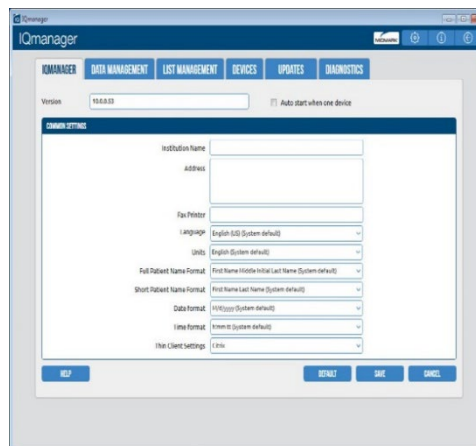 IQmanager
IQmanager
MIDMARK
IQMANAGER DATA MANAGEMENT LIST MANAGEMENT DEVICES UPDATES DIAGNOSTICS
Version 10.0.0.53 Auto start when one device
COMMON SETTINGS
Institution Name
Address
Fax Printer
Language English (US) (System default)
Units English (System default)
Full Patient Name Format First Name Middle Initial Last Name (System default)
Short Patient Name Format First Name Last Name (System default)
Date format M/d/yyyy (System default)
Time format h:mm tt (System default)
Thin Client Settings Citrix
HELP DEFAULT SAVE CANCEL